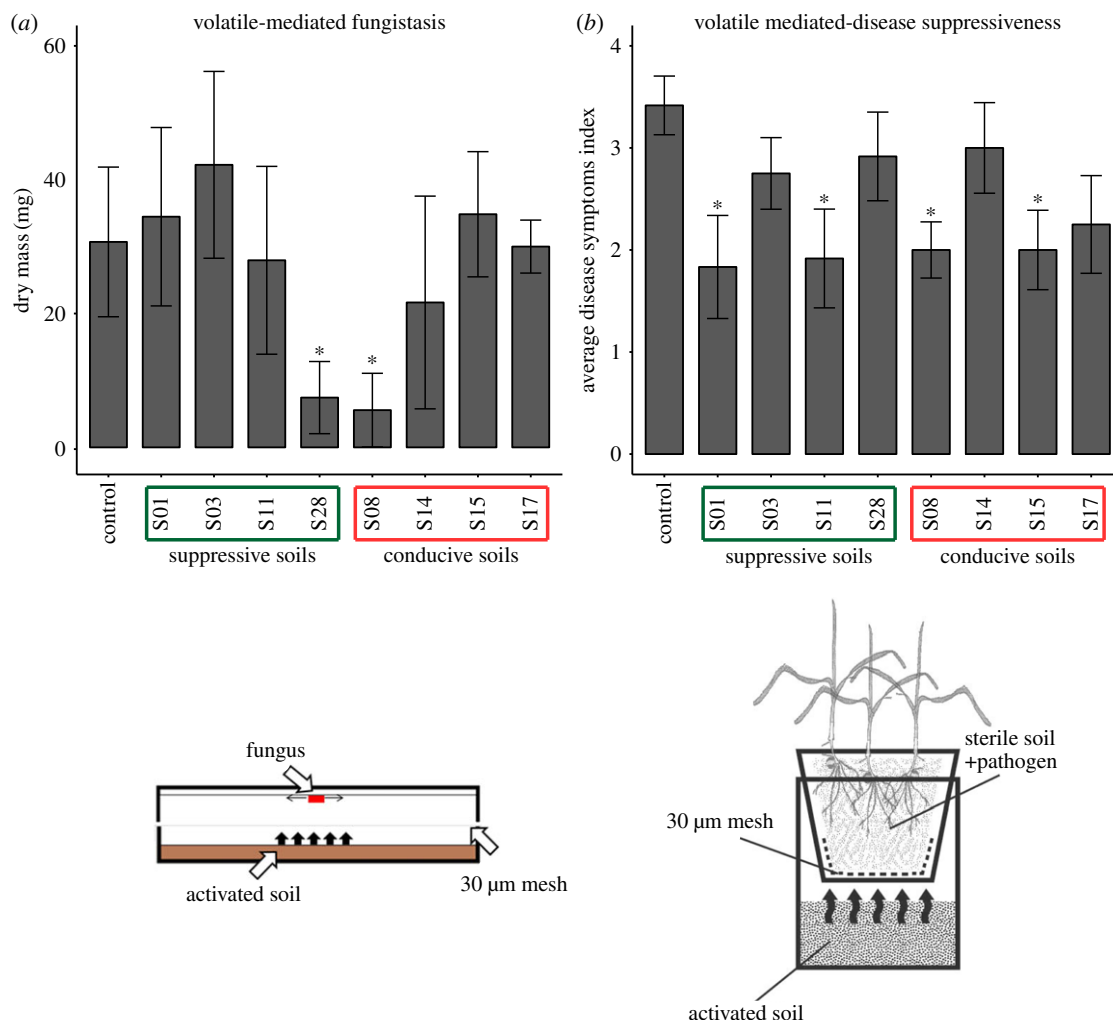 (a) volatile-mediated fungistasis
60
40
20
0
dry mass (mg)
* *
control
S01
S03
S11
S28
S08
S14
S15
S17
suppressive soils
conducive soils
(b) volatile mediated-disease suppressiveness
4
3
2
1
0
average disease symptoms index
* * * *
control
S01
S03
S11
S28
S08
S14
S15
S17
suppressive soils
conducive soils
fungus
activated soil
30 µm mesh
sterile soil
+pathogen
30 µm mesh
activated soil